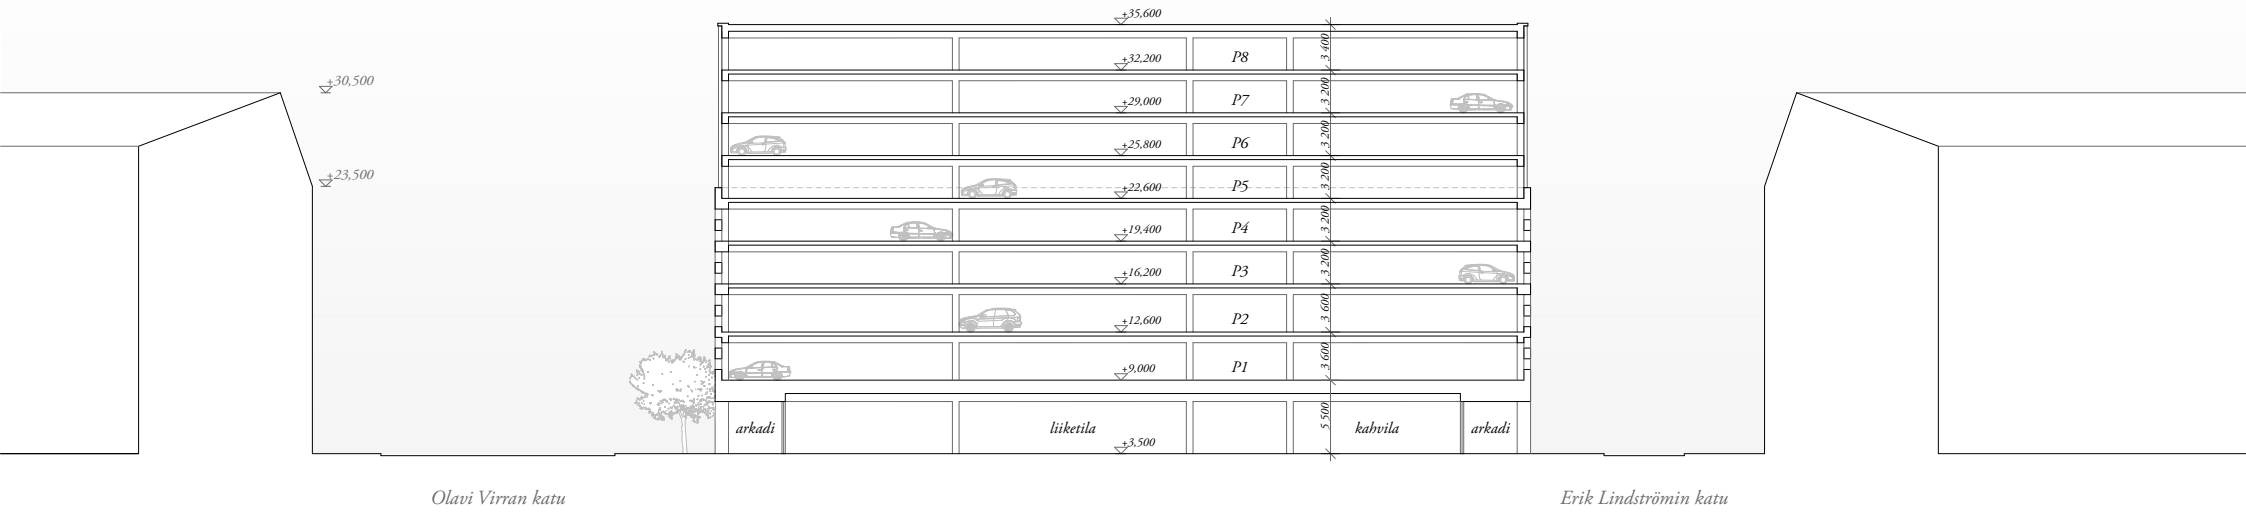 +35,600
3 400
+32,200
P8
+30,500
3 200
+29,000
P7
3 200
+25,800
P6
+23,500
3 200
+22,600
P5
3 200
+19,400
P4
3 200
+16,200
P3
3 600
+12,600
P2
3 600
+9,000
P1
5 500
arkadi
liiketila
kahvila
arkadi
+3,500
Olavi Virran katu
Erik Lindströmin katu